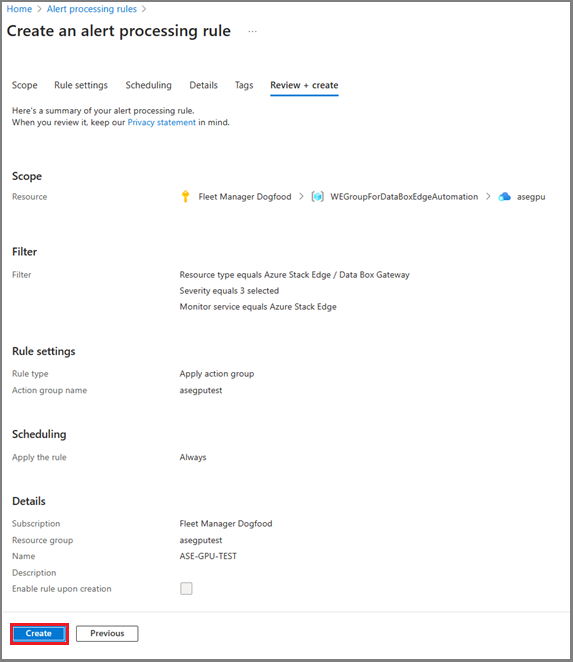 Home > Alert processing rules >
Create an alert processing rule ...
Scope Rule settings Scheduling Details Tags Review + create
Here's a summary of your alert processing rule.
When you review it, keep our Privacy statement in mind.
Scope
Resource Fleet Manager Dogfood > WEGroupForDataBoxEdgeAutomation > asegpu
Filter
Filter Resource type equals Azure Stack Edge / Data Box Gateway
Severity equals 3 selected
Monitor service equals Azure Stack Edge
Rule settings
Rule type Apply action group
Action group name asegputest
Scheduling
Apply the rule Always
Details
Subscription Fleet Manager Dogfood
Resource group asegputest
Name ASE-GPU-TEST
Description
Enable rule upon creation
Create Previous